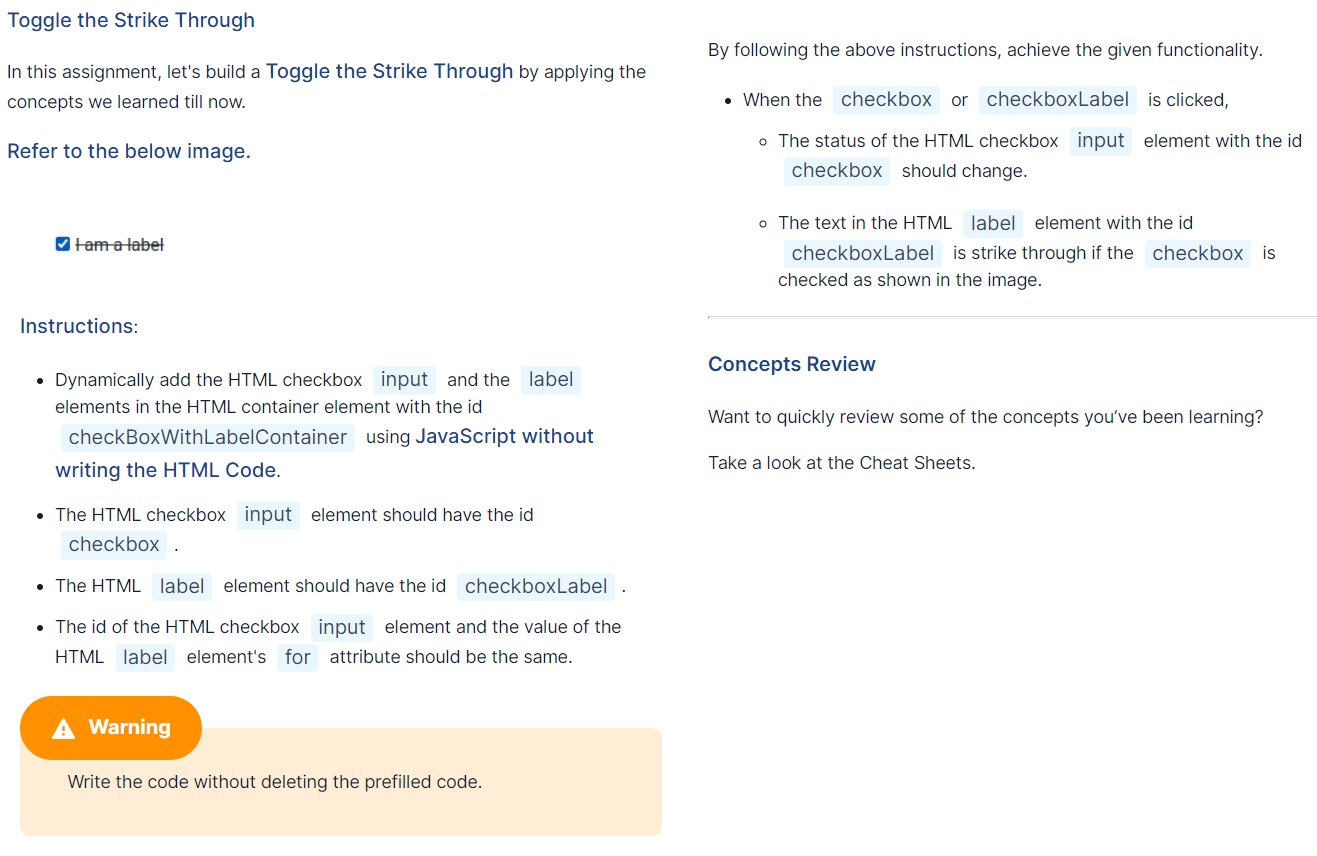 Toggle the Strike Through
In this assignment, let's build a Toggle the Strike Through by applying the
concepts we learned till now.
Refer to the below image.
I am a label
Instructions:
Dynamically add the HTML checkbox input and the label
elements in the HTML container element with the id
checkBoxWithLabelContainer using JavaScript without
writing the HTML Code.
The HTML checkbox input element should have the id
checkbox .
The HTML label element should have the id checkboxLabel .
The id of the HTML checkbox input element and the value of the
HTML label element's for attribute should be the same.
Warning
Write the code without deleting the prefilled code.
By following the above instructions, achieve the given functionality.
When the checkbox or checkboxLabel is clicked,
The status of the HTML checkbox input element with the id
checkbox should change.
The text in the HTML label element with the id
checkboxLabel is strike through if the checkbox is
checked as shown in the image.
Concepts Review
Want to quickly review some of the concepts you’ve been learning?
Take a look at the Cheat Sheets.